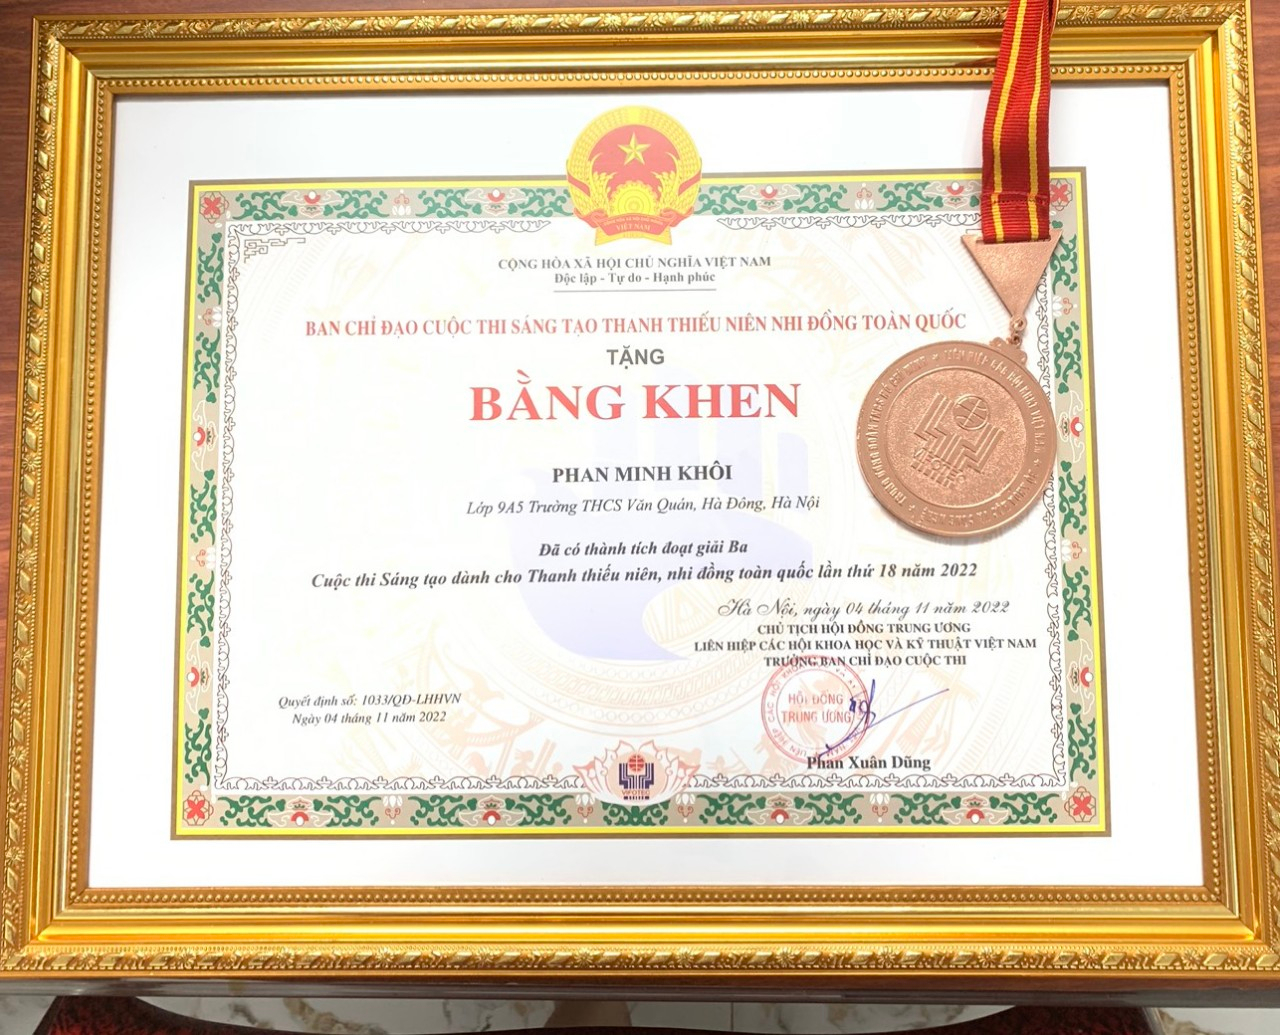 VIỆT NAM
CỘNG HÒA XÃ HỘI CHỦ NGHĨA VIỆT NAM
Độc lập - Tự do - Hạnh phúc
BAN CHỈ ĐẠO CUỘC THI SÁNG TẠO THANH THIẾU NIÊN NHI ĐỒNG TOÀN QUỐC
TẶNG
BẰNG KHEN
PHAN MINH KHÔI
Lớp 9A5 Trường THCS Văn Quán, Hà Đông, Hà Nội
Đã có thành tích đoạt giải Ba
Cuộc thi Sáng tạo dành cho Thanh thiếu niên, nhi đồng toàn quốc lần thứ 18 năm 2022
Hà Nội, ngày 04 tháng 11 năm 2022
CHỦ TỊCH HỘI ĐỒNG TRUNG ƯƠNG
LIÊN HIỆP CÁC HỘI KHOA HỌC VÀ KỸ THUẬT VIỆT NAM
TRƯỞNG BAN CHỈ ĐẠO CUỘC THI
HỘI ĐỒNG
TRUNG ƯƠNG
Phan Xuân Dũng
Quyết định số: 1033/QĐ-LHHVN
Ngày 04 tháng 11 năm 2022
VIFOTEC
VIFOTEC